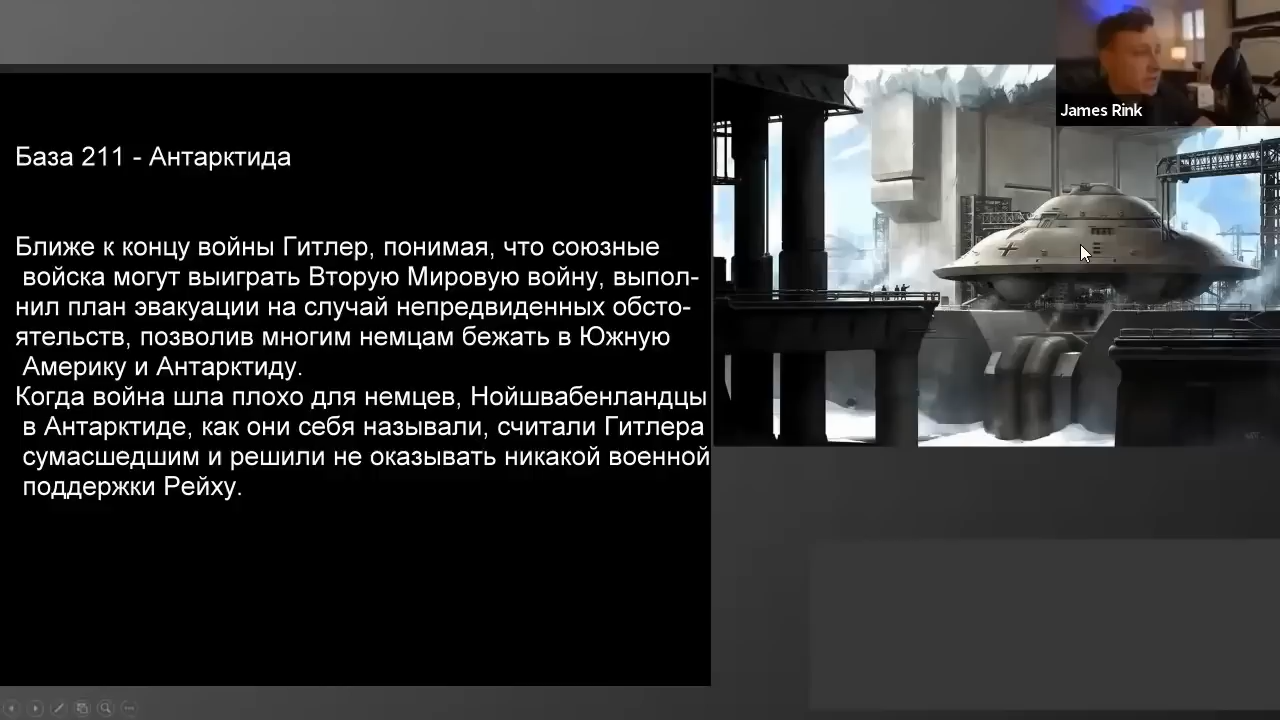 James Rink
База 211 - Антарктида
Ближе к концу войны Гитлер, понимая, что союзные
войска могут выиграть Вторую Мировую войну, выпол-
нил план эвакуации на случай непредвиденных обсто-
ятельств, позволив многим немцам бежать в Южную
Америку и Антарктиду.
Когда война шла плохо для немцев, Нойшвабенландцы
в Антарктиде, как они себя называли, считали Гитлера
сумасшедшим и решили не оказывать никакой военной
поддержки Рейху.